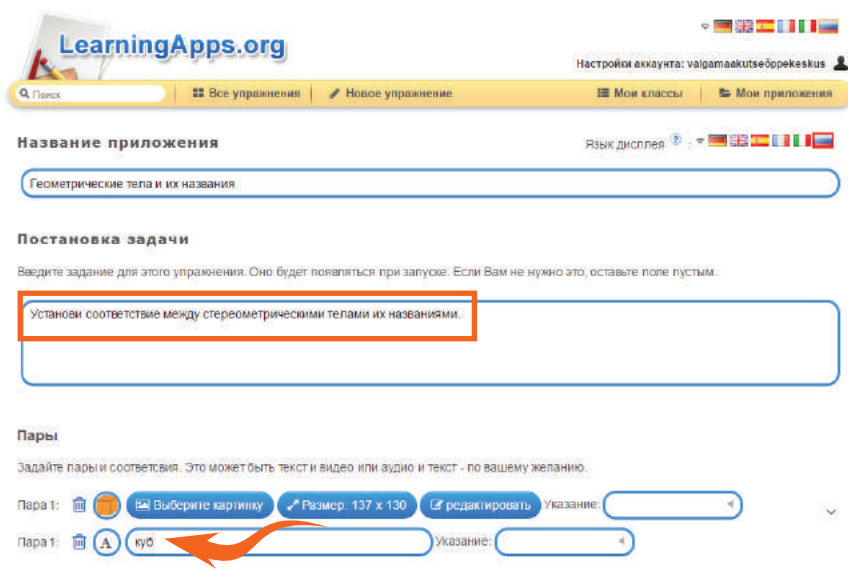 LearningApps.org
Настройки аккаунта: valgamaakutseõppekeskus
Поиск Все упражнения Новое упражнение Мои классы Мои приложения
Название приложения Язык дисплея ? :
Геометрические тела и их названия
Постановка задачи
Введите задание для этого упражнения. Оно будет появляться при запуске. Если Вам не нужно это, оставьте поле пустым.
Установи соответствие между стереометрическими телами их названиями.
Пары
Задайте пары и соответсвия. Это может быть текст и видео или аудио и текст - по вашему желанию.
Пара 1: Выберите картинку Размер: 137 x 130 редактировать Указание:
Пара 1: A куб Указание: